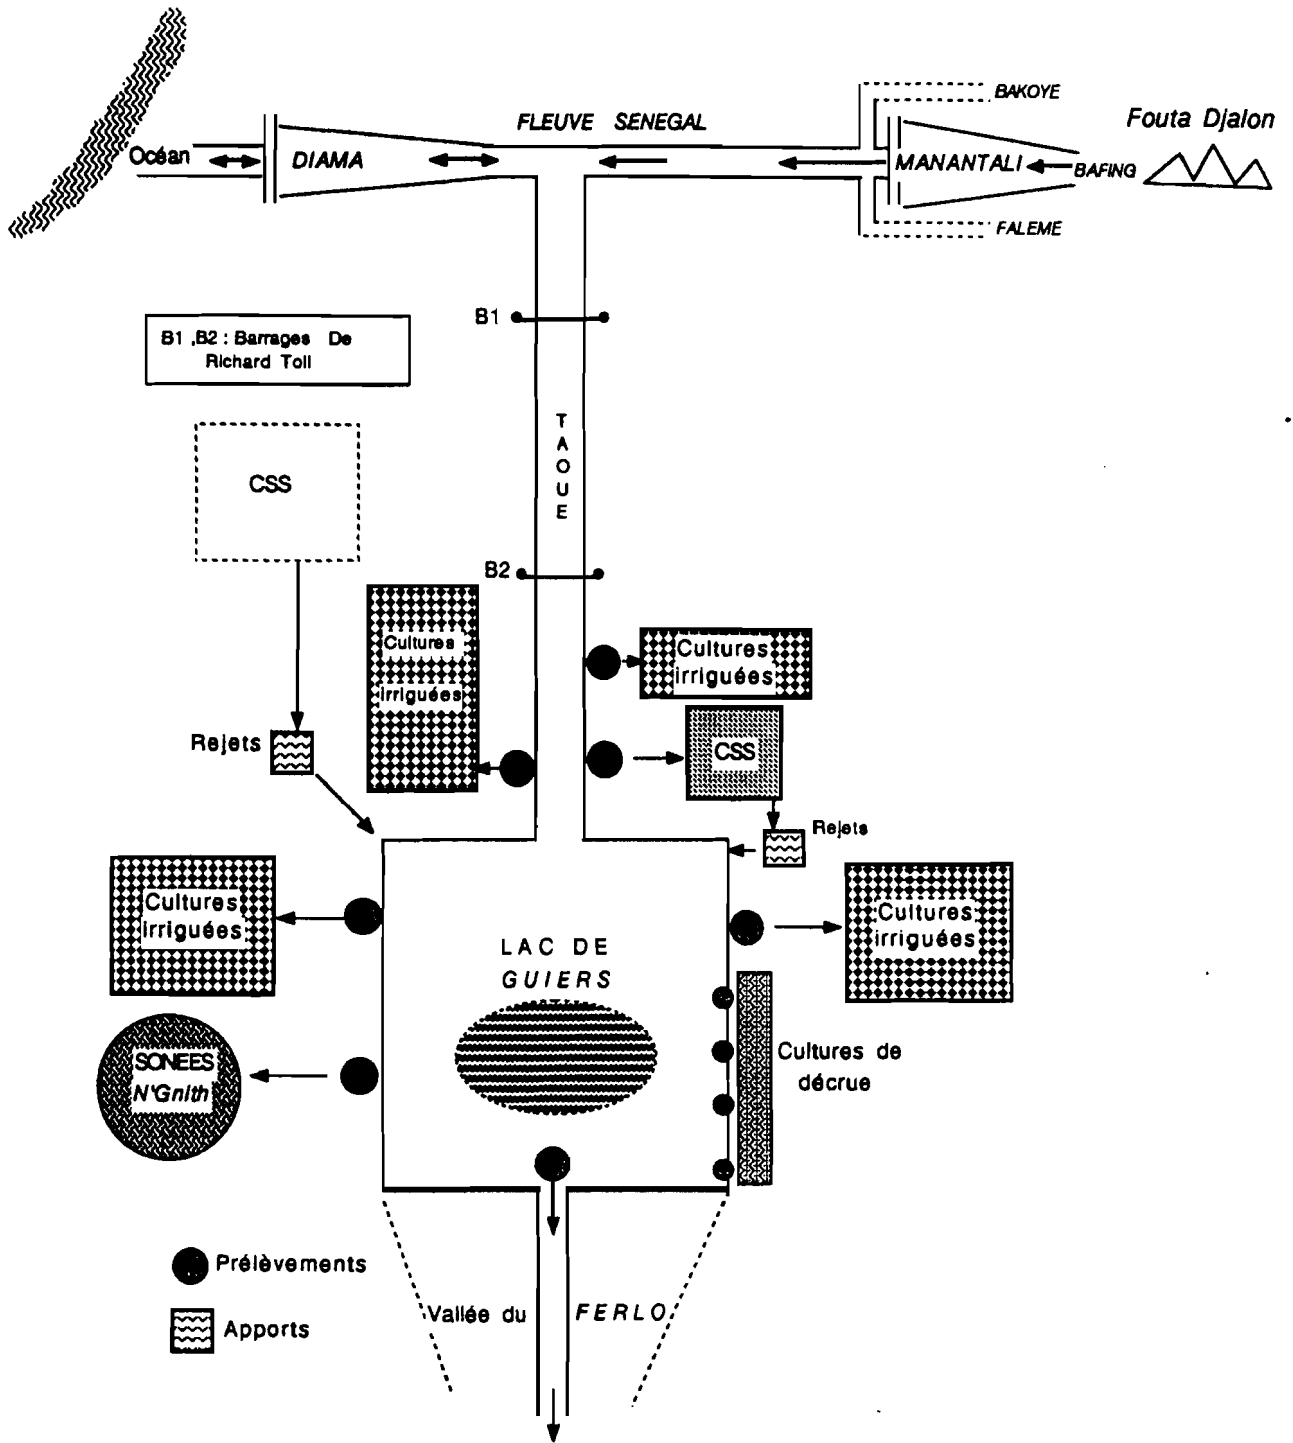 BAKOYE
Fouta Djalon
FLEUVE SENEGAL
Océan
DIAMA
MANANTALI
BAFING
FALEME
B1
B1 ,B2 : Barrages De
Richard Toll
TAOUE
CSS
B2
Cultures
irriguées
Cultures
irriguées
Rejets
CSS
Rejets
Cultures
irriguées
Cultures
irriguées
LAC DE
GUIERS
SONEES
N'Gnith
Cultures de
décrue
Prélèvements
Apports
Vallée du FERLO